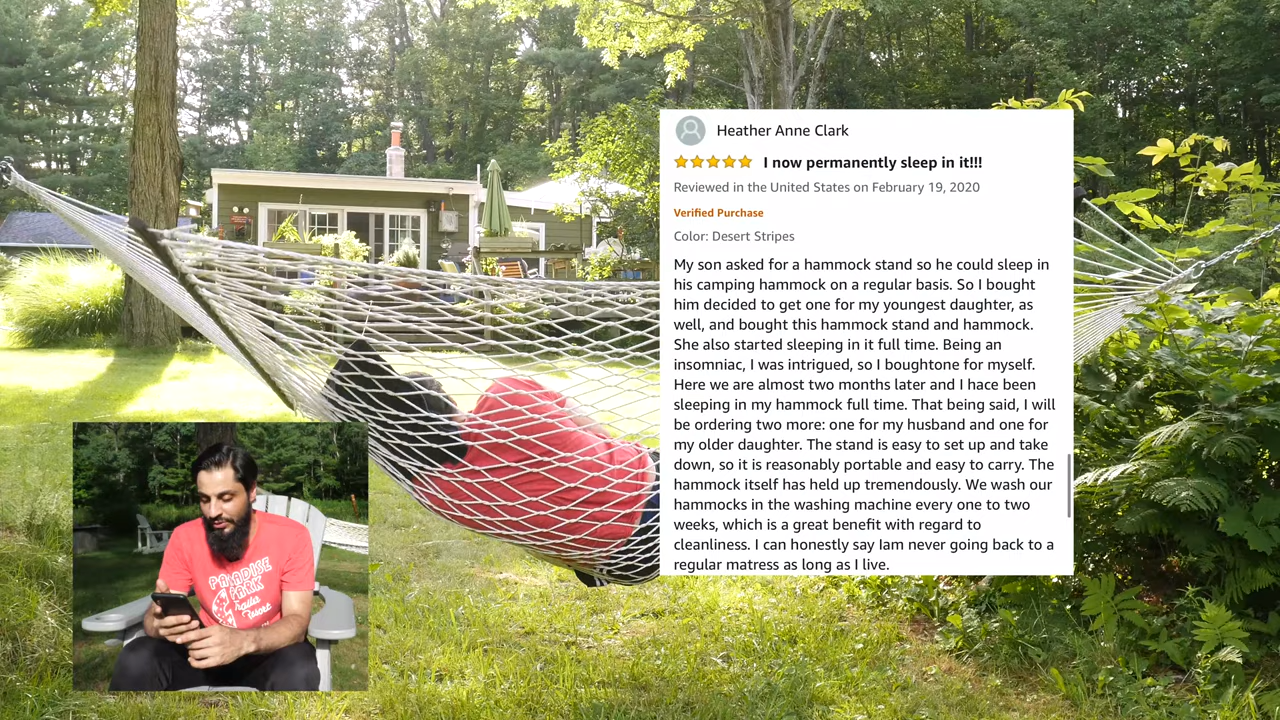 Heather Anne Clark
I now permanently sleep in it!!!
Reviewed in the United States on February 19, 2020
Verified Purchase
Color: Desert Stripes
My son asked for a hammock stand so he could sleep in
his camping hammock on a regular basis. So I bought
him decided to get one for my youngest daughter, as
well, and bought this hammock stand and hammock.
She also started sleeping in it full time. Being an
insomniac, I was intrigued, so I boughtone for myself.
Here we are almost two months later and I hace been
sleeping in my hammock full time. That being said, I will
be ordering two more: one for my husband and one for
my older daughter. The stand is easy to set up and take
down, so it is reasonably portable and easy to carry. The
hammock itself has held up tremendously. We wash our
hammocks in the washing machine every one to two
weeks, which is a great benefit with regard to
cleanliness. I can honestly say Iam never going back to a
regular matress as long as I live.
PARADISE
PARK
Trailer
Resort